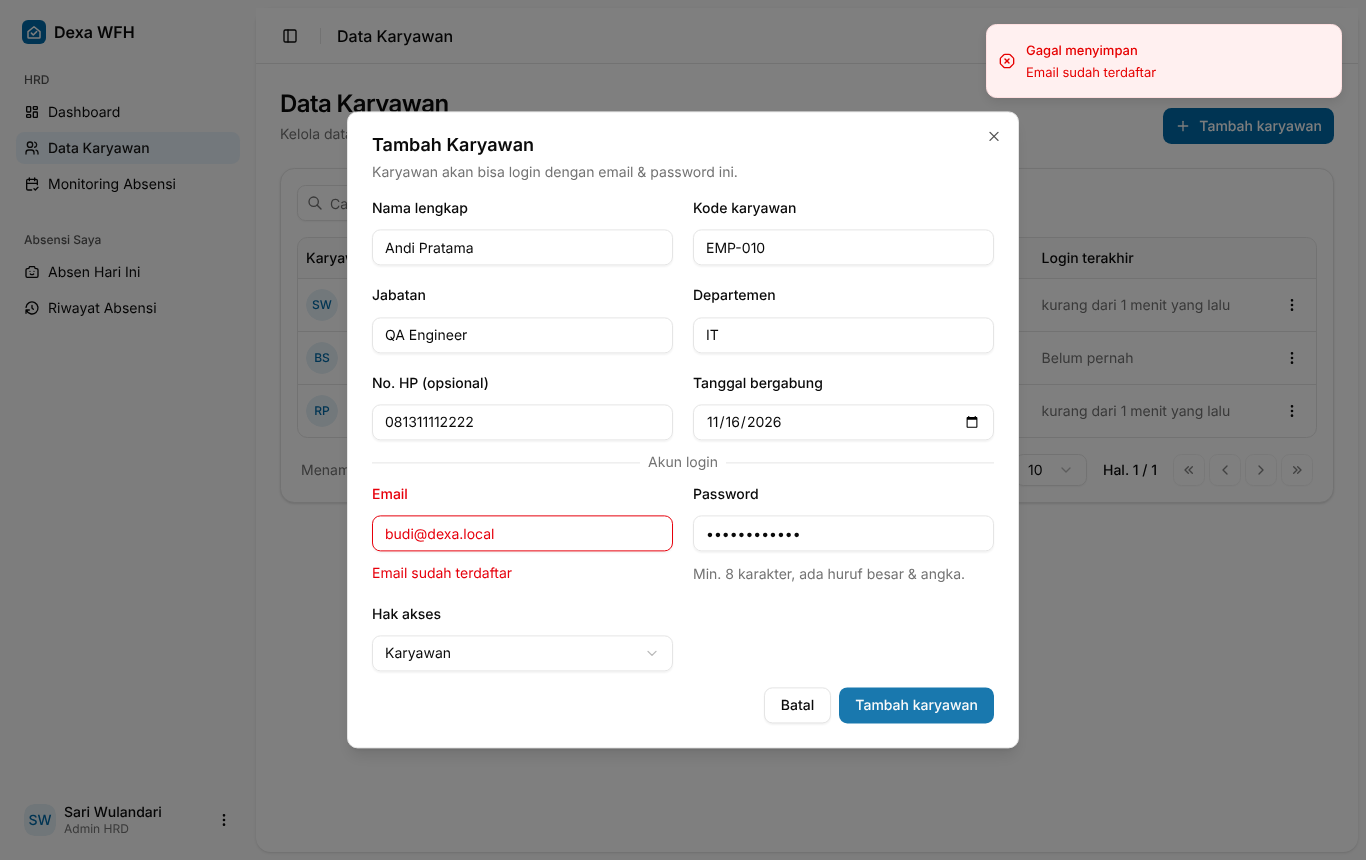 Dexa WFH
HRD
Dashboard
Data Karyawan
Monitoring Absensi
Absensi Saya
Absen Hari Ini
Riwayat Absensi
SW
Sari Wulandari
Admin HRD
Data Karyawan
Gagal menyimpan
Email sudah terdaftar
Data Karyawan
Kelola
Tambah karyawan
Login terakhir
SW
kurang dari 1 menit yang lalu
BS
Belum pernah
RP
kurang dari 1 menit yang lalu
10
Hal. 1 / 1
Tambah Karyawan
Karyawan akan bisa login dengan email & password ini.
Nama lengkap
Kode karyawan
Andi Pratama
EMP-010
Jabatan
Departemen
QA Engineer
IT
No. HP (opsional)
Tanggal bergabung
081311112222
11/16/2026
Akun login
Email
Password
budi@dexa.local
••••••••••••
Email sudah terdaftar
Min. 8 karakter, ada huruf besar & angka.
Hak akses
Karyawan
Batal
Tambah karyawan